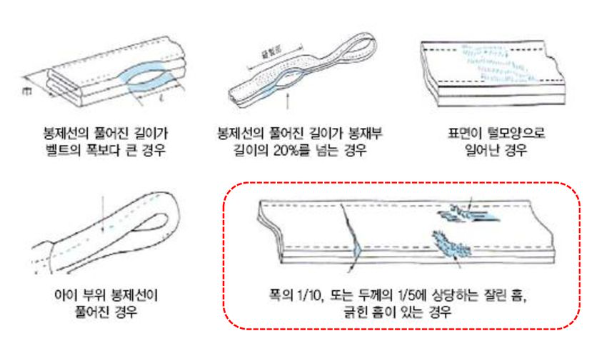 봉제선의 풀어진 길이가
벨트의 폭보다 큰 경우
봉제선의 풀어진 길이가 봉재부
길이의 20%를 넘는 경우
표면이 털모양으로
일어난 경우
아이 부위 봉제선이
풀어진 경우
폭의 1/10, 또는 두께의 1/5에 상당하는 잘린 흠,
긁힌 흠이 있는 경우